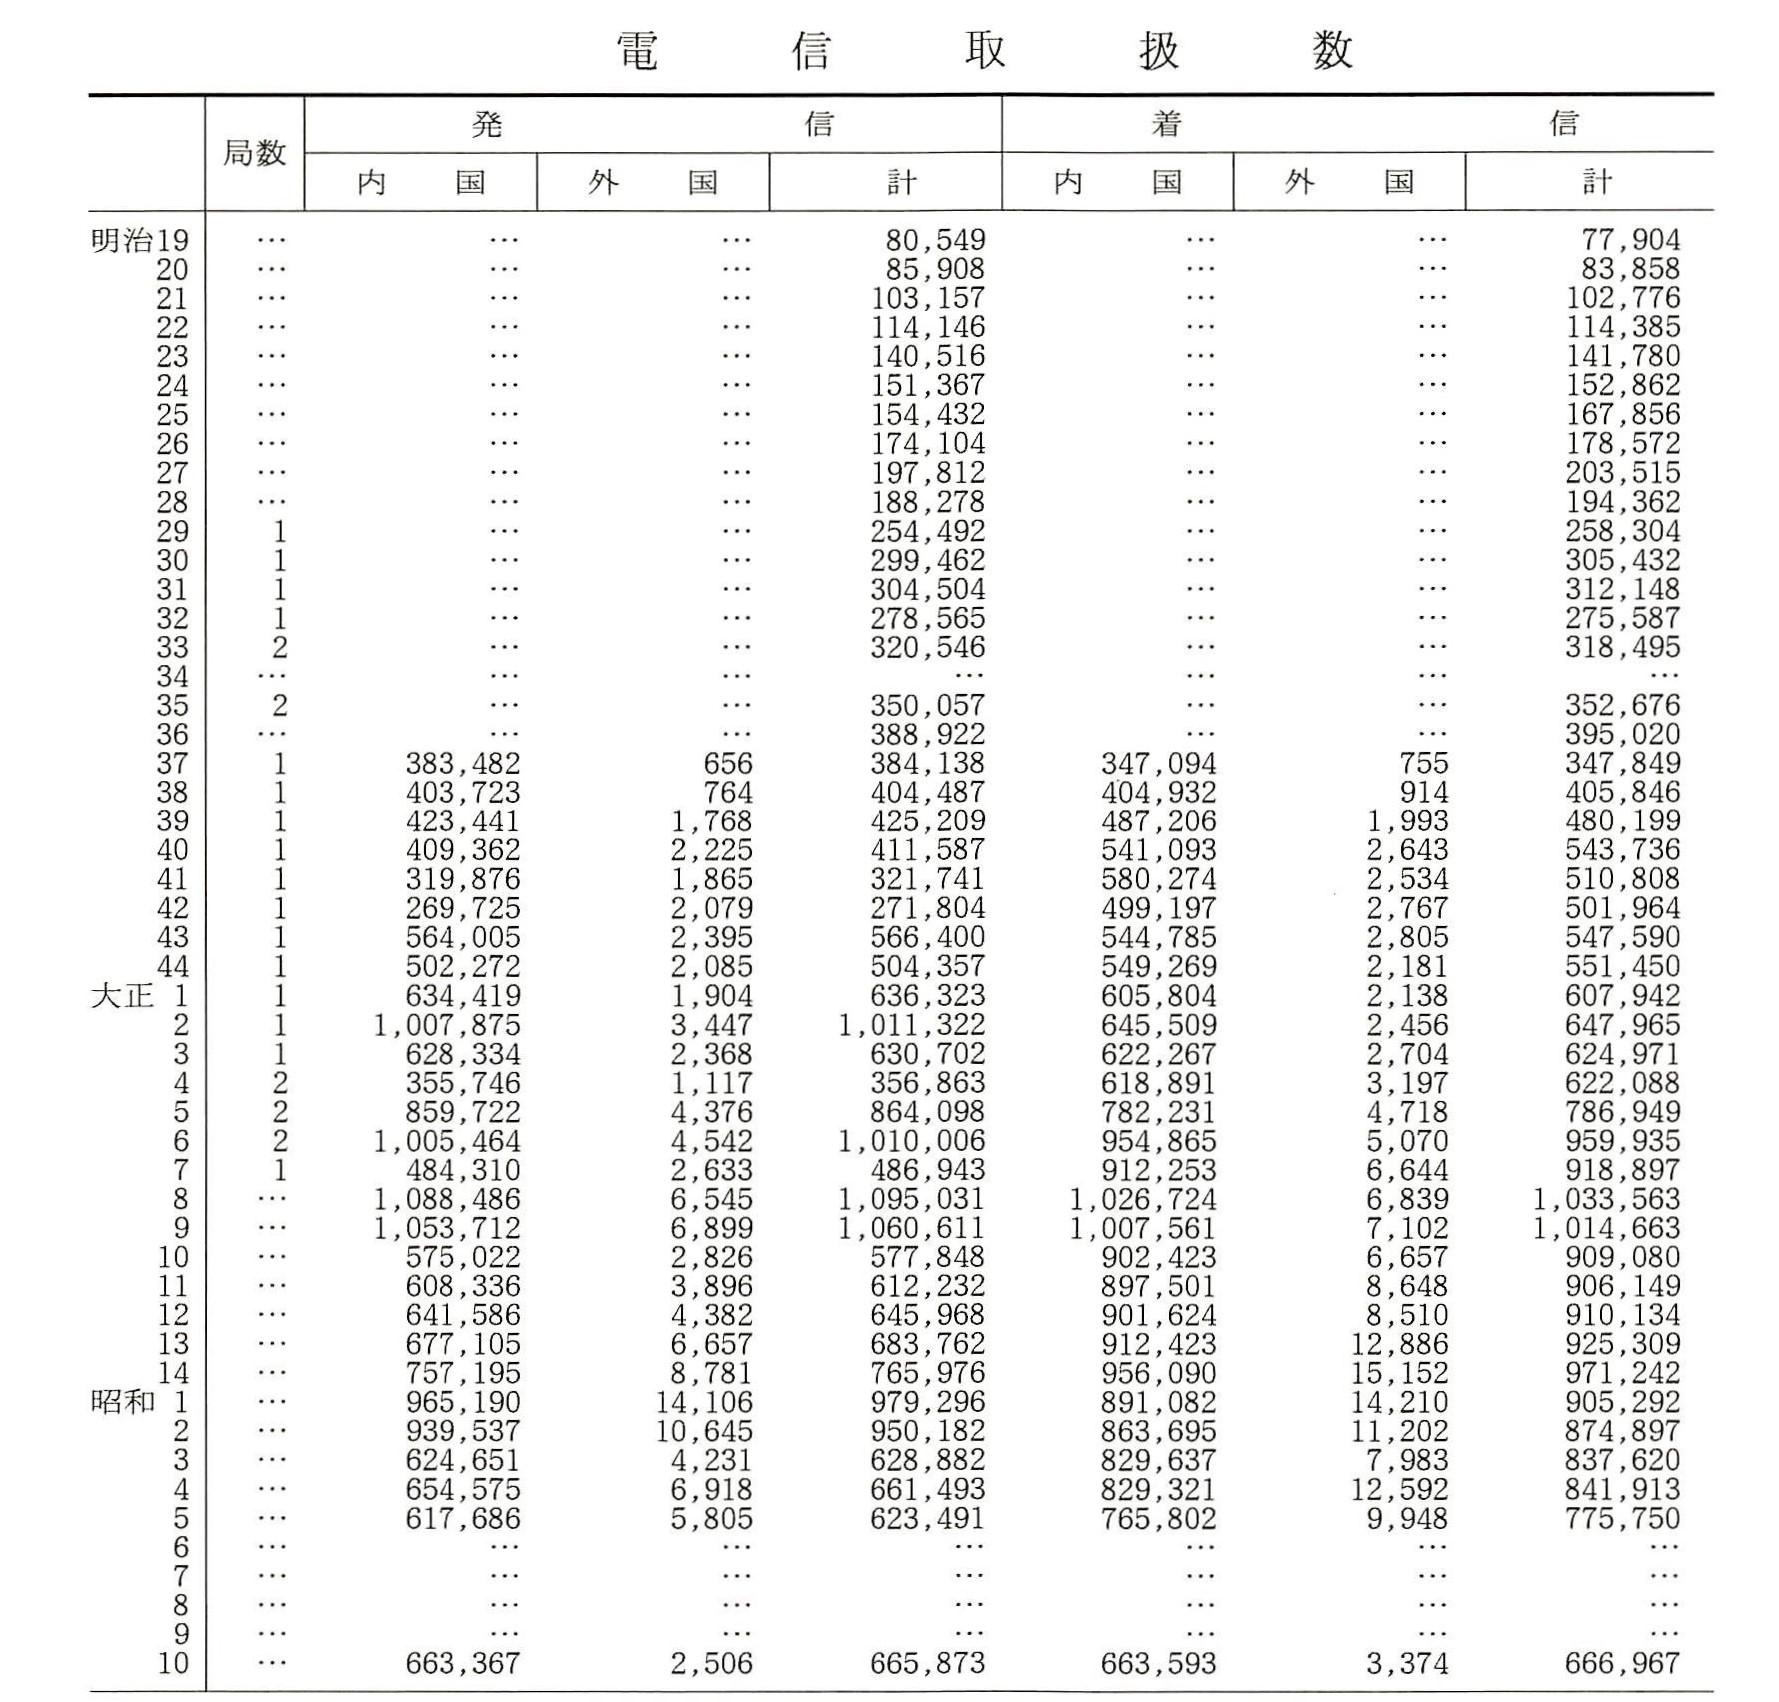 電信取扱数
局数 発信 着信
内国 外国 計 内国 外国 計
明治19 … … … 80,549 … … 77,904
20 … … … 85,908 … … 83,858
21 … … … 103,157 … … 102,776
22 … … … 114,146 … … 114,385
23 … … … 140,516 … … 141,780
24 … … … 151,367 … … 152,862
25 … … … 154,432 … … 167,856
26 … … … 174,104 … … 178,572
27 … … … 197,812 … … 203,515
28 … … … 188,278 … … 194,362
29 1 … … 254,492 … … 258,304
30 1 … … 299,462 … … 305,432
31 1 … … 304,504 … … 312,148
32 1 … … 278,565 … … 275,587
33 2 … … 320,546 … … 318,495
34 … … … … … … …
35 2 … … 350,057 … … 352,676
36 … … … 388,922 … … 395,020
37 1 383,482 656 384,138 347,094 755 347,849
38 1 403,723 764 404,487 404,932 914 405,846
39 1 423,441 1,768 425,209 487,206 1,993 480,199
40 1 409,362 2,225 411,587 541,093 2,643 543,736
41 1 319,876 1,865 321,741 580,274 2,534 510,808
42 1 269,725 2,079 271,804 499,197 2,767 501,964
43 1 564,005 2,395 566,400 544,785 2,805 547,590
44 1 502,272 2,085 504,357 549,269 2,181 551,450
大正 1 1 634,419 1,904 636,323 605,804 2,138 607,942
2 1 1,007,875 3,447 1,011,322 645,509 2,456 647,965
3 1 628,334 2,368 630,702 622,267 2,704 624,971
4 2 355,746 1,117 356,863 618,891 3,197 622,088
5 2 859,722 4,376 864,098 782,231 4,718 786,949
6 2 1,005,464 4,542 1,010,006 954,865 5,070 959,935
7 1 484,310 2,633 486,943 912,253 6,644 918,897
8 … 1,088,486 6,545 1,095,031 1,026,724 6,839 1,033,563
9 … 1,053,712 6,899 1,060,611 1,007,561 7,102 1,014,663
10 … 575,022 2,826 577,848 902,423 6,657 909,080
11 … 608,336 3,896 612,232 897,501 8,648 906,149
12 … 641,586 4,382 645,968 901,624 8,510 910,134
13 … 677,105 6,657 683,762 912,423 12,886 925,309
14 … 757,195 8,781 765,976 956,090 15,152 971,242
昭和 1 … 965,190 14,106 979,296 891,082 14,210 905,292
2 … 939,537 10,645 950,182 863,695 11,202 874,897
3 … 624,651 4,231 628,882 829,637 7,983 837,620
4 … 654,575 6,918 661,493 829,321 12,592 841,913
5 … 617,686 5,805 623,491 765,802 9,948 775,750
6 … … … … … … …
7 … … … … … … …
8 … … … … … … …
9 … … … … … … …
10 … 663,367 2,506 665,873 663,593 3,374 666,967